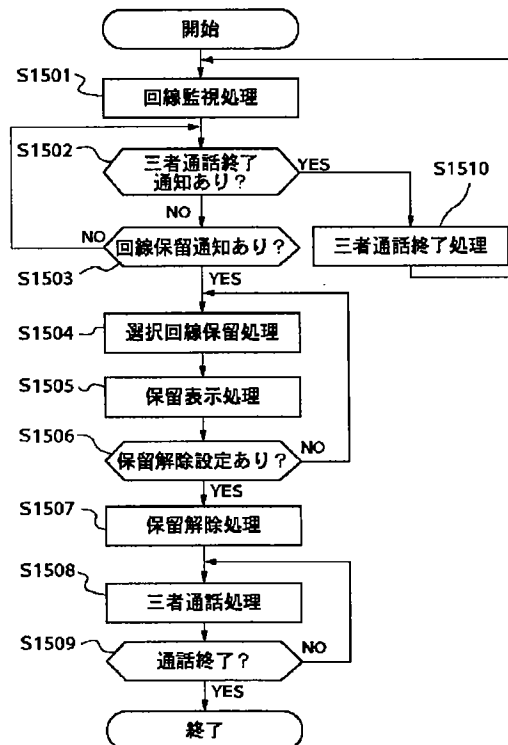 開始
S1501
回線監視処理
S1502
三者通話終了
通知あり?
YES
S1510
NO
三者通話終了処理
NO
回線保留通知あり?
S1503
YES
S1504
選択回線保留処理
S1505
保留表示処理
S1506
保留解除設定あり?
NO
YES
S1507
保留解除処理
S1508
三者通話処理
S1509
通話終了?
NO
YES
終了